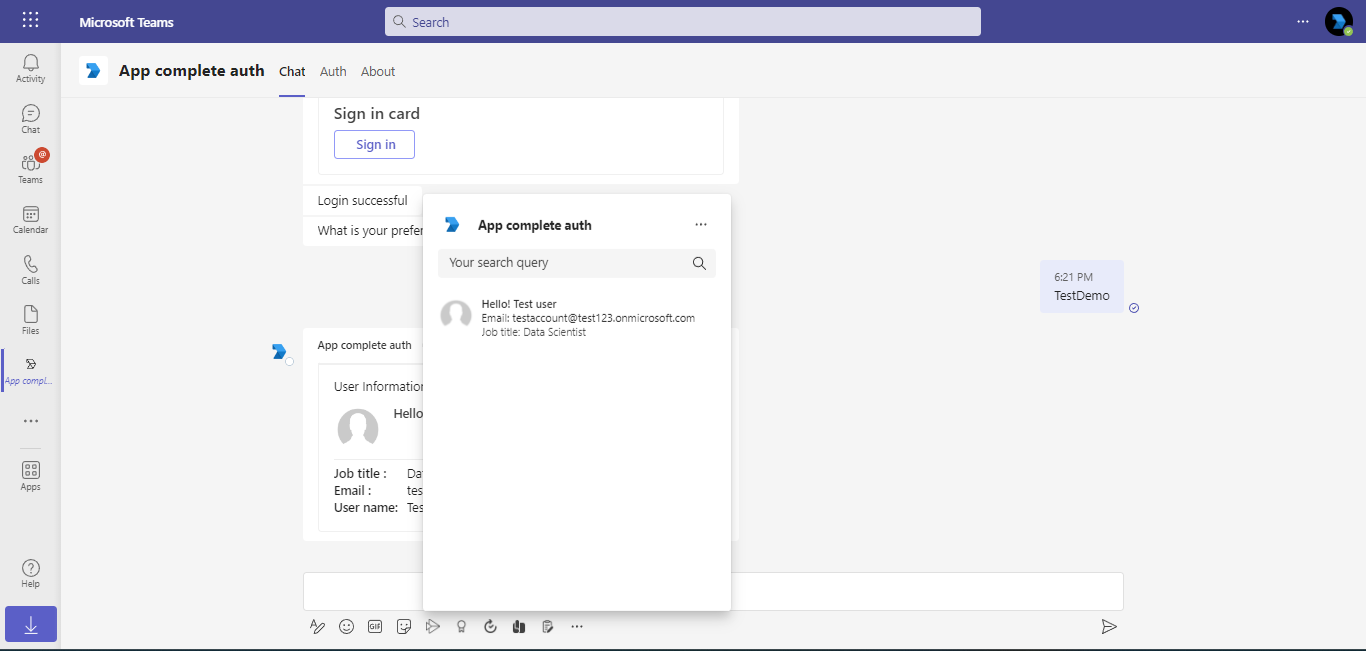 Microsoft Teams
Search
Activity
Chat
@
Teams
Calendar
Calls
Files
App compl...
Apps
Help
App complete auth
Chat
Auth
About
Sign in card
Sign in
Login successful
What is your prefer
6:21 PM
TestDemo
App complete auth
User Information
Hello
Job title :
Da
Email :
tes
User name:
Tes
App complete auth
Your search query
Hello! Test user
Email: testaccount@test123.onmicrosoft.com
Job title: Data Scientist
GIF